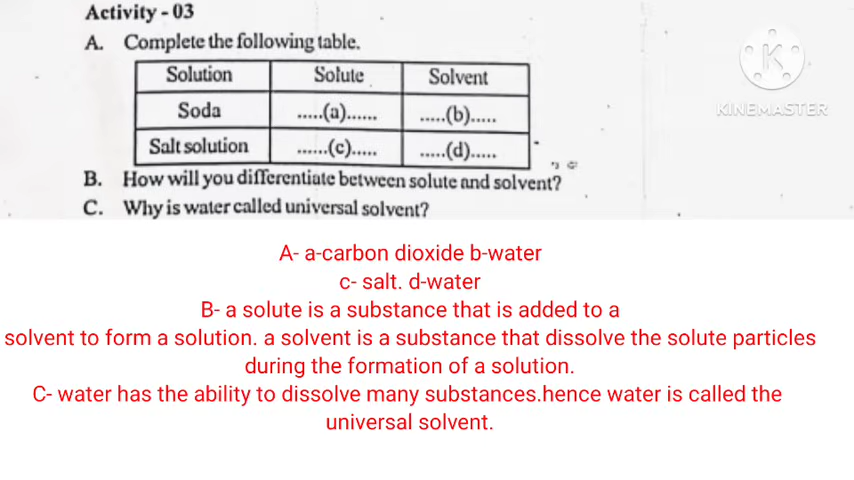 Activity - 03
A. Complete the following table.
Solution Solute Solvent
Soda .....(a)...... .....(b).....
Salt solution ......(c)..... .....(d).....
B. How will you differentiate between solute and solvent?
C. Why is water called universal solvent?
K
KINEMASTER
A- a-carbon dioxide b-water
c- salt. d-water
B- a solute is a substance that is added to a
solvent to form a solution. a solvent is a substance that dissolve the solute particles
during the formation of a solution.
C- water has the ability to dissolve many substances.hence water is called the
universal solvent.